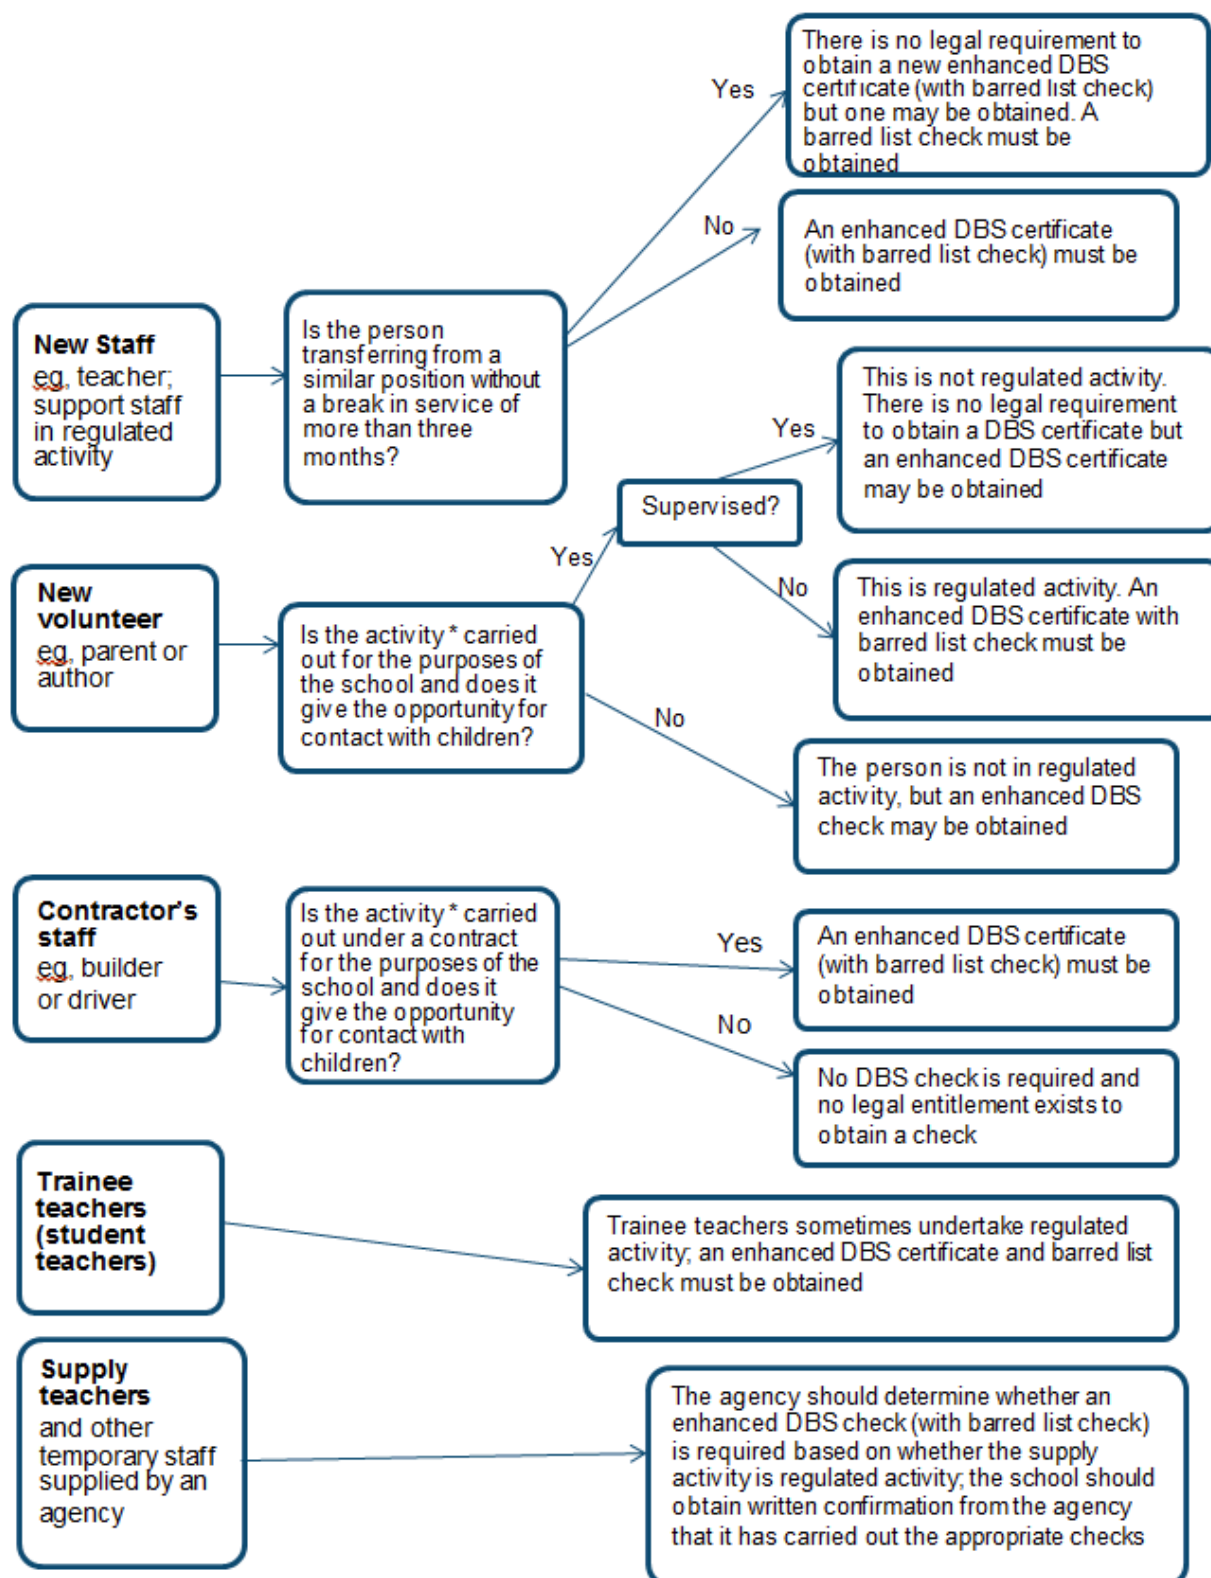 New Staff
eg, teacher;
support staff
in regulated
activity
Is the person
transferring from a
similar position without
a break in service of
more than three
months?
Yes
There is no legal requirement to
obtain a new enhanced DBS
certificate (with barred list check)
but one may be obtained. A
barred list check must be
obtained
No
An enhanced DBS certificate
(with barred list check) must be
obtained
New
volunteer
eg, parent or
author
Is the activity * carried
out for the purposes of
the school and does it
give the opportunity for
contact with children?
Yes
Supervised?
Yes
This is not regulated activity.
There is no legal requirement
to obtain a DBS certificate but
an enhanced DBS certificate
may be obtained
No
This is regulated activity. An
enhanced DBS certificate with
barred list check must be
obtained
No
The person is not in regulated
activity, but an enhanced DBS
check may be obtained
Contractor's
staff
eg, builder
or driver
Is the activity * carried
out under a contract
for the purposes of the
school and does it
give the opportunity
for contact with
children?
Yes
An enhanced DBS certificate
(with barred list check) must be
obtained
No
No DBS check is required and
no legal entitlement exists to
obtain a check
Trainee
teachers
(student
teachers)
Trainee teachers sometimes undertake regulated
activity; an enhanced DBS certificate and barred list
check must be obtained
Supply
teachers
and other
temporary staff
supplied by an
agency
The agency should determine whether an
enhanced DBS check (with barred list check)
is required based on whether the supply
activity is regulated activity; the school should
obtain written confirmation from the agency
that it has carried out the appropriate checks